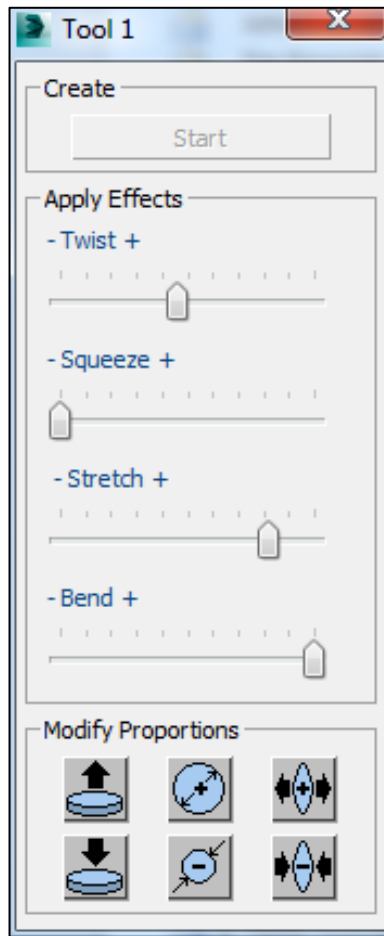 Tool 1
Create
Start
Apply Effects
- Twist +
- Squeeze +
- Stretch +
- Bend +
Modify Proportions